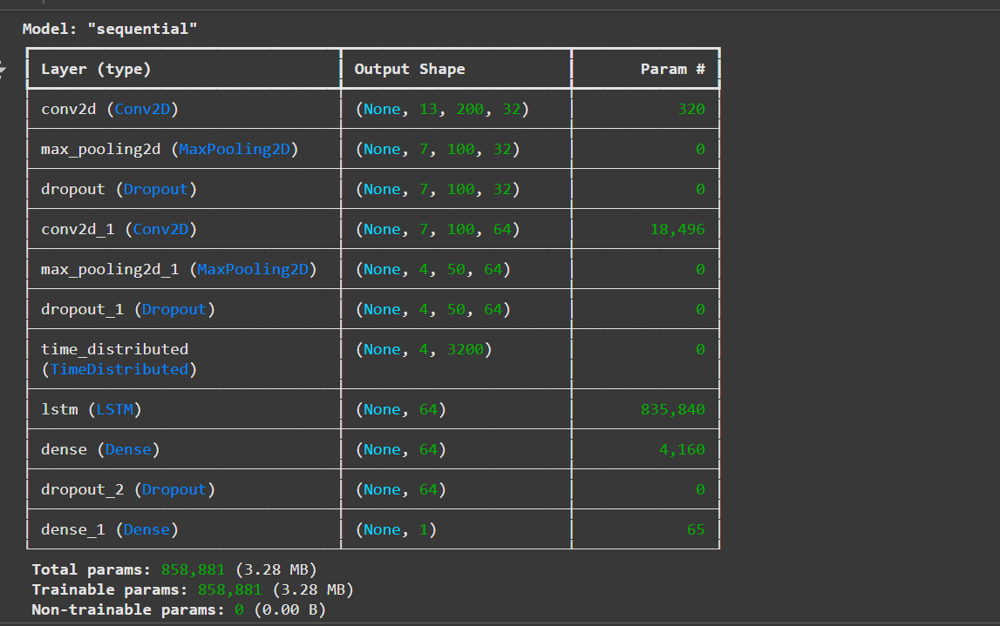 Model: "sequential"
Layer (type) Output Shape Param #
conv2d (Conv2D) (None, 13, 200, 32) 320
max_pooling2d (MaxPooling2D) (None, 7, 100, 32) 0
dropout (Dropout) (None, 7, 100, 32) 0
conv2d_1 (Conv2D) (None, 7, 100, 64) 18,496
max_pooling2d_1 (MaxPooling2D) (None, 4, 50, 64) 0
dropout_1 (Dropout) (None, 4, 50, 64) 0
time_distributed (None, 4, 3200) 0
(TimeDistributed)
lstm (LSTM) (None, 64) 835,840
dense (Dense) (None, 64) 4,160
dropout_2 (Dropout) (None, 64) 0
dense_1 (Dense) (None, 1) 65
Total params: 858,881 (3.28 MB)
Trainable params: 858,881 (3.28 MB)
Non-trainable params: 0 (0.00 B)